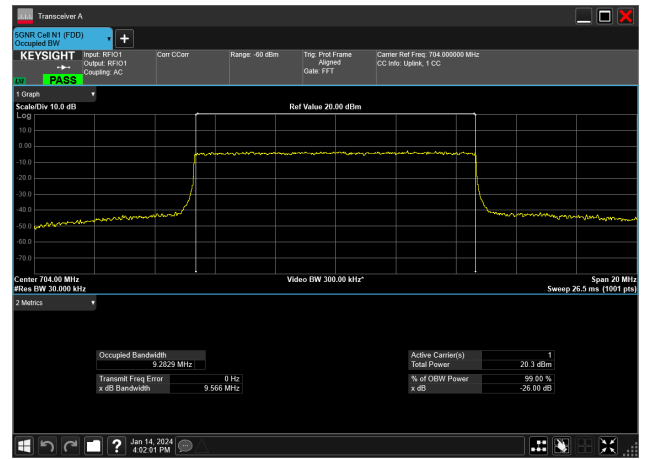 Transceiver A
5GNR Cell N1 (FDD)
Occupied BW
KEYSIGHT Input: RFIO1 Corr CCorr Range: -60 dBm Trig: Prot Frame Carrier Ref Freq: 704.000000 MHz
Output: RFIO1 Aligned CC Info: Uplink, 1 CC
Coupling: AC Gate: FFT
PASS
1 Graph
Scale/Div 10.0 dB Ref Value 20.00 dBm
Log
10.0
0.00
-10.0
-20.0
-30.0
-40.0
-50.0
-60.0
-70.0
Center 704.00 MHz Video BW 300.00 kHz* Span 20 MHz
#Res BW 30.000 kHz Sweep 26.5 ms (1001 pts)
2 Metrics
Occupied Bandwidth Active Carrier(s) 1
9.2829 MHz Total Power 20.3 dBm
Transmit Freq Error 0 Hz % of OBW Power 99.00 %
x dB Bandwidth 9.566 MHz x dB -26.00 dB
Jan 14, 2024
4:02:01 PM